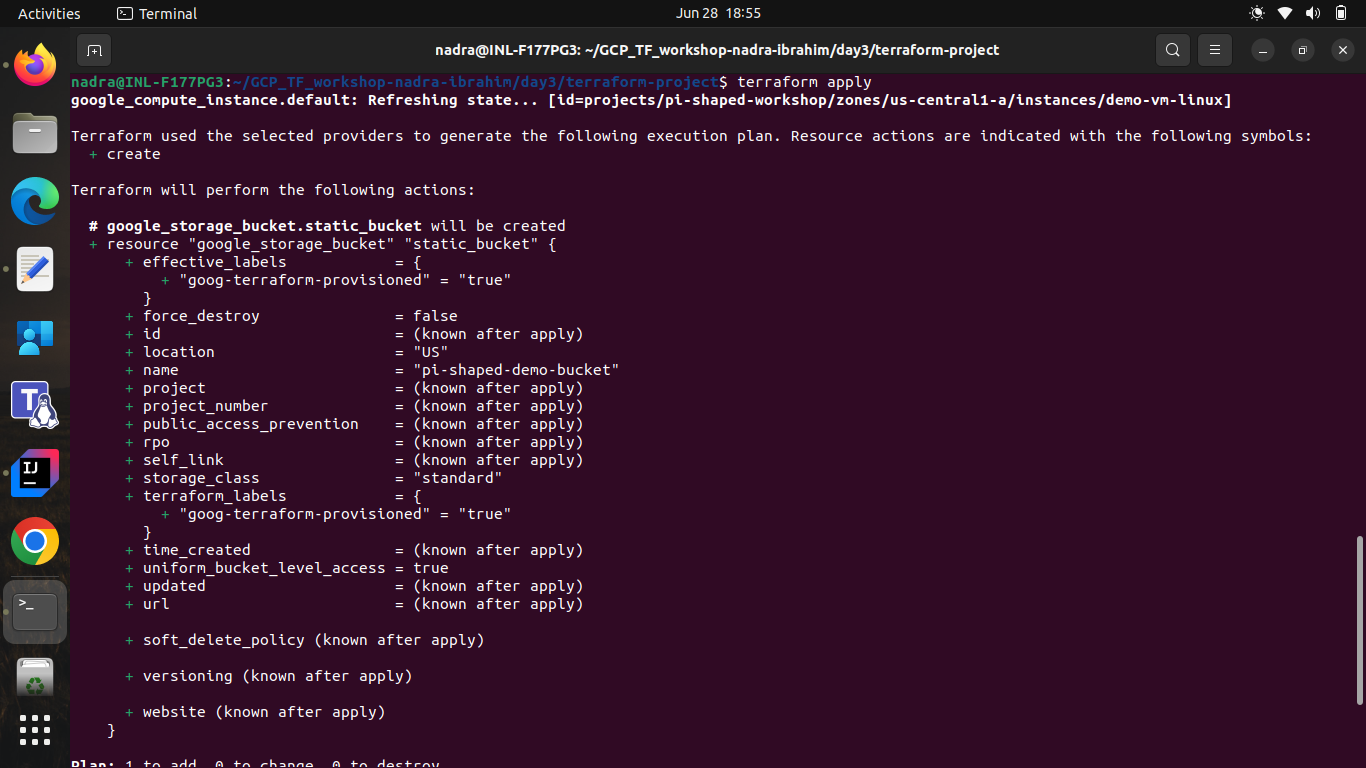 Activities
Terminal
Jun 28 18:55
nadra@INL-F177PG3: ~/GCP_TF_workshop-nadra-ibrahim/day3/terraform-project
nadra@INL-F177PG3:~/GCP_TF_workshop-nadra-ibrahim/day3/terraform-project$ terraform apply
google_compute_instance.default: Refreshing state... [id=projects/pi-shaped-workshop/zones/us-central1-a/instances/demo-vm-linux]
Terraform used the selected providers to generate the following execution plan. Resource actions are indicated with the following symbols:
  + create
Terraform will perform the following actions:
  # google_storage_bucket.static_bucket will be created
  + resource "google_storage_bucket" "static_bucket" {
      + effective_labels            = {
          + "goog-terraform-provisioned" = "true"
        }
      + force_destroy               = false
      + id                          = (known after apply)
      + location                    = "US"
      + name                        = "pi-shaped-demo-bucket"
      + project                     = (known after apply)
      + project_number              = (known after apply)
      + public_access_prevention    = (known after apply)
      + rpo                         = (known after apply)
      + self_link                   = (known after apply)
      + storage_class               = "standard"
      + terraform_labels            = {
          + "goog-terraform-provisioned" = "true"
        }
      + time_created                = (known after apply)
      + uniform_bucket_level_access = true
      + updated                     = (known after apply)
      + url                         = (known after apply)
      + soft_delete_policy (known after apply)
      + versioning (known after apply)
      + website (known after apply)
    }
Plan: 1 to add, 0 to change, 0 to destroy
T
IJ
>_